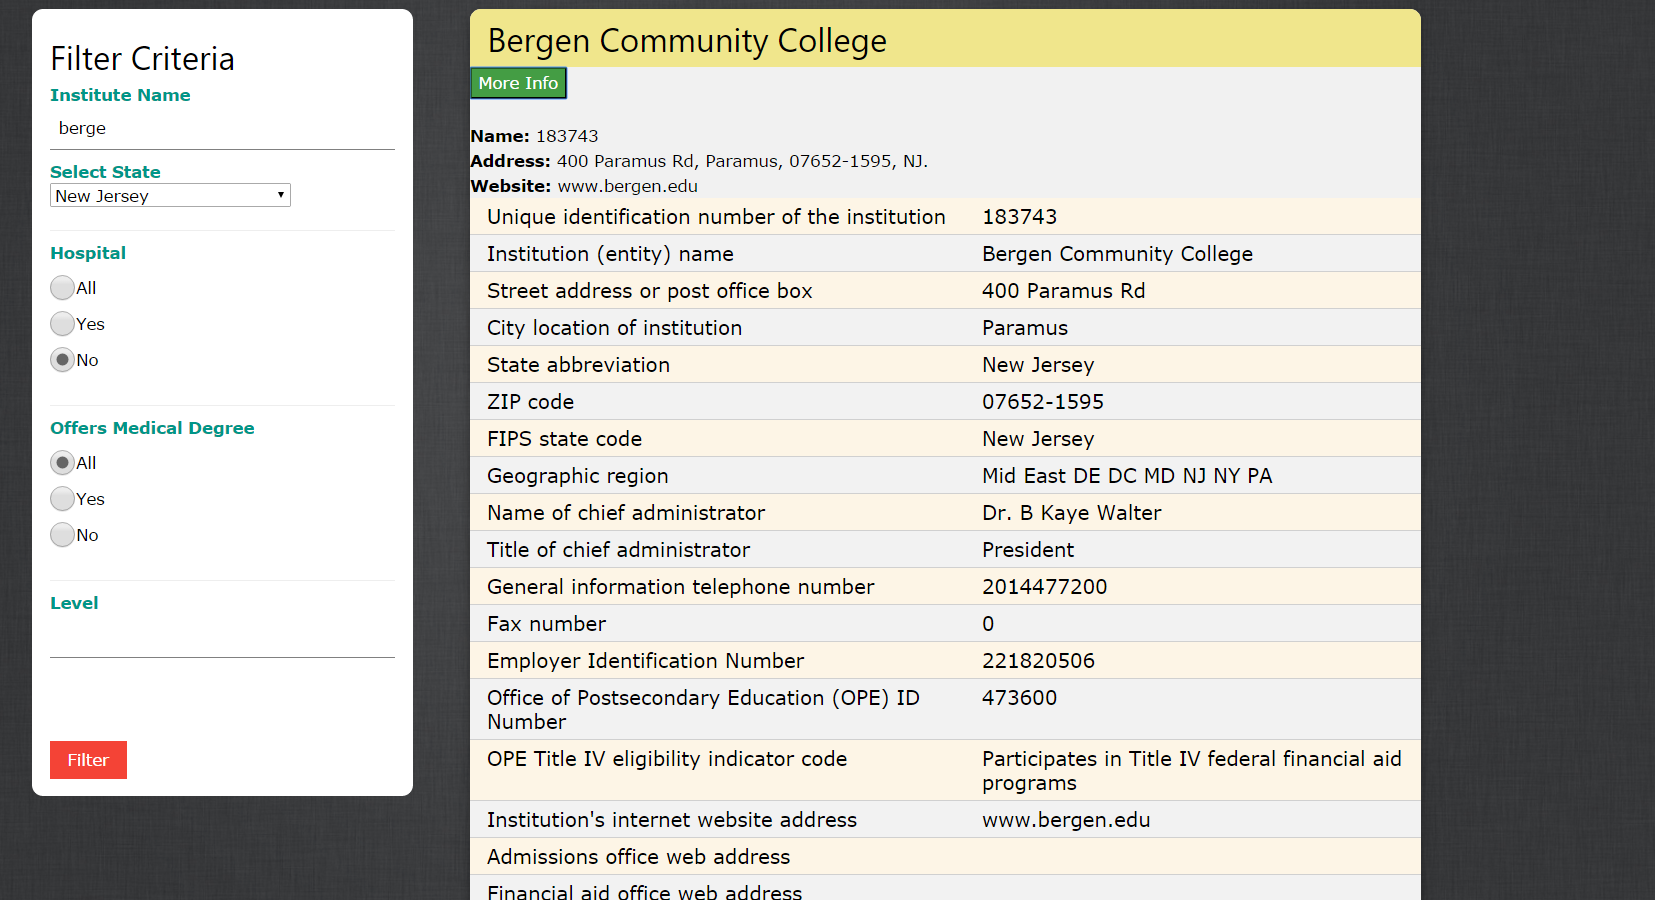 Filter Criteria
Institute Name
berge
Select State
New Jersey
Hospital
All
Yes
No
Offers Medical Degree
All
Yes
No
Level
Filter
Bergen Community College
More Info
Name: 183743
Address: 400 Paramus Rd, Paramus, 07652-1595, NJ.
Website: www.bergen.edu
Unique identification number of the institution 183743
Institution (entity) name Bergen Community College
Street address or post office box 400 Paramus Rd
City location of institution Paramus
State abbreviation New Jersey
ZIP code 07652-1595
FIPS state code New Jersey
Geographic region Mid East DE DC MD NJ NY PA
Name of chief administrator Dr. B Kaye Walter
Title of chief administrator President
General information telephone number 2014477200
Fax number 0
Employer Identification Number 221820506
Office of Postsecondary Education (OPE) ID 473600
Number
OPE Title IV eligibility indicator code Participates in Title IV federal financial aid
programs
Institution's internet website address www.bergen.edu
Admissions office web address
Financial aid office web address